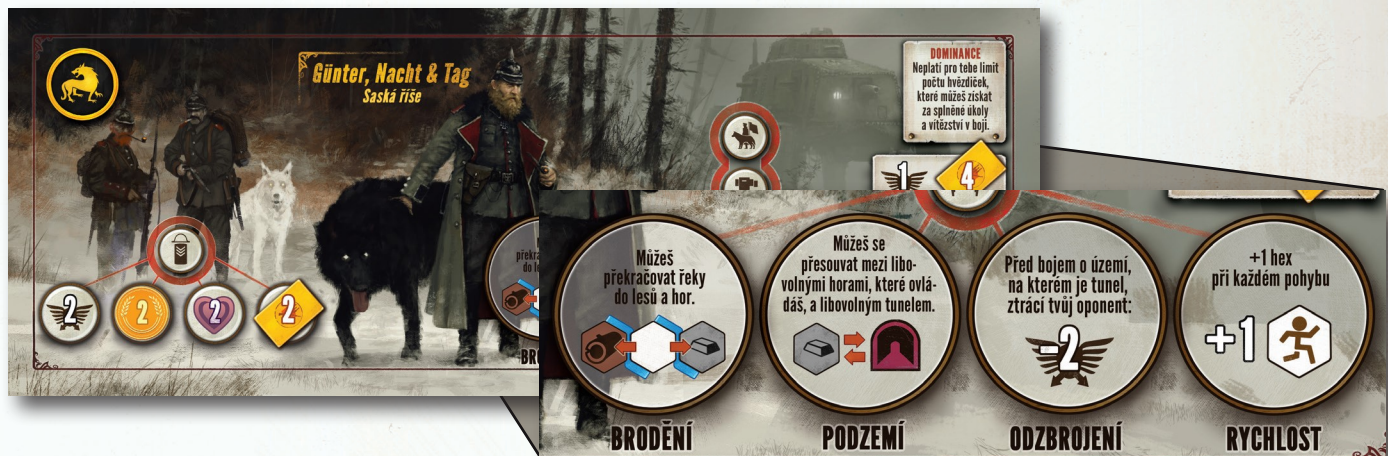 Günter, Nacht & Tag
Saská říše
DOMINANCE
Neplatí pro tebe limit
počtu hvězdiček,
které můžeš získat
za splněné úkoly
a vítězství v boji.
1
4
2
2
2
2
překra
do l
BR
Můžeš
překračovat řeky
do lesů a hor.
BRODĚNÍ
Můžeš se
přesouvat mezi libo-
volnými horami, které ovlá-
dáš, a libovolným tunelem.
PODZEMÍ
Před bojem o území,
na kterém je tunel,
ztrácí tvůj oponent:
-2
ODZBROJENÍ
+1 hex
při každém pohybu
+1
RYCHLOST